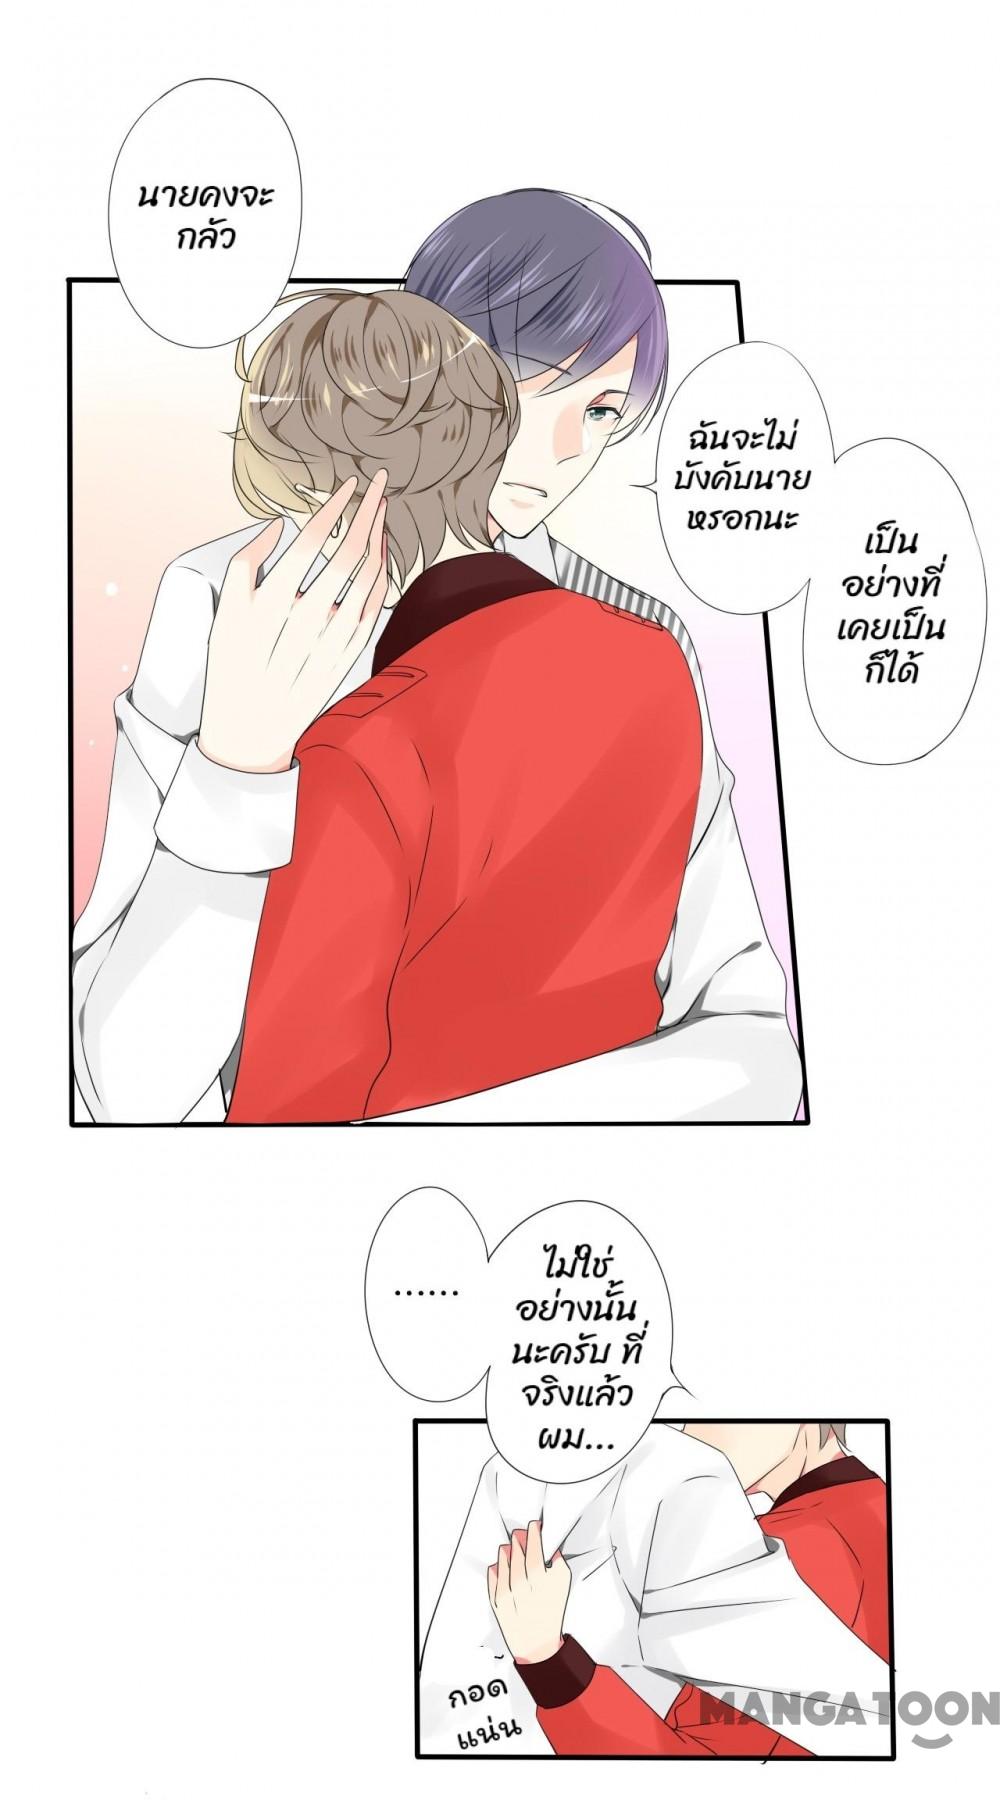 นายคงจะ
กลัว
ฉันจะไม่
บังคับนาย
หรอกนะ
เป็น
อย่างที่
เคยเป็น
ก็ได้
......
ไม่ใช่
อย่างนั้น
นะครับ ที่
จริงแล้ว
ผม...
กอด
แน่น
MANGATOON